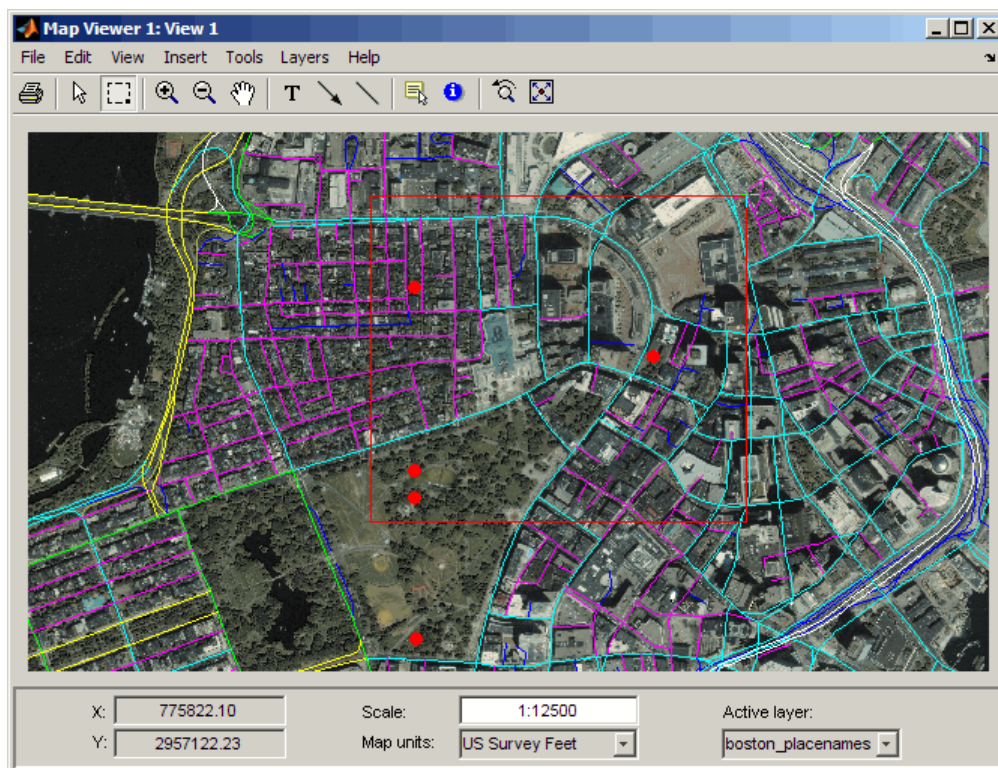 Map Viewer 1: View 1
File Edit View Insert Tools Layers Help
T
X: 775822.10 Scale: 1:12500 Active layer:
Y: 2957122.23 Map units: US Survey Feet boston_placenames